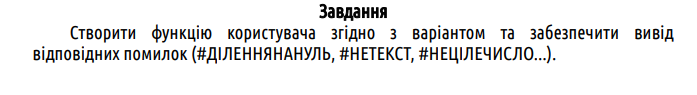 Завдання
Створити функцію користувача згідно з варіантом та забезпечити вивід
відповідних помилок (#ДІЛЕННЯНАНУЛЬ, #НЕТЕКСТ, #НЕЦІЛЕЧИСЛО...).